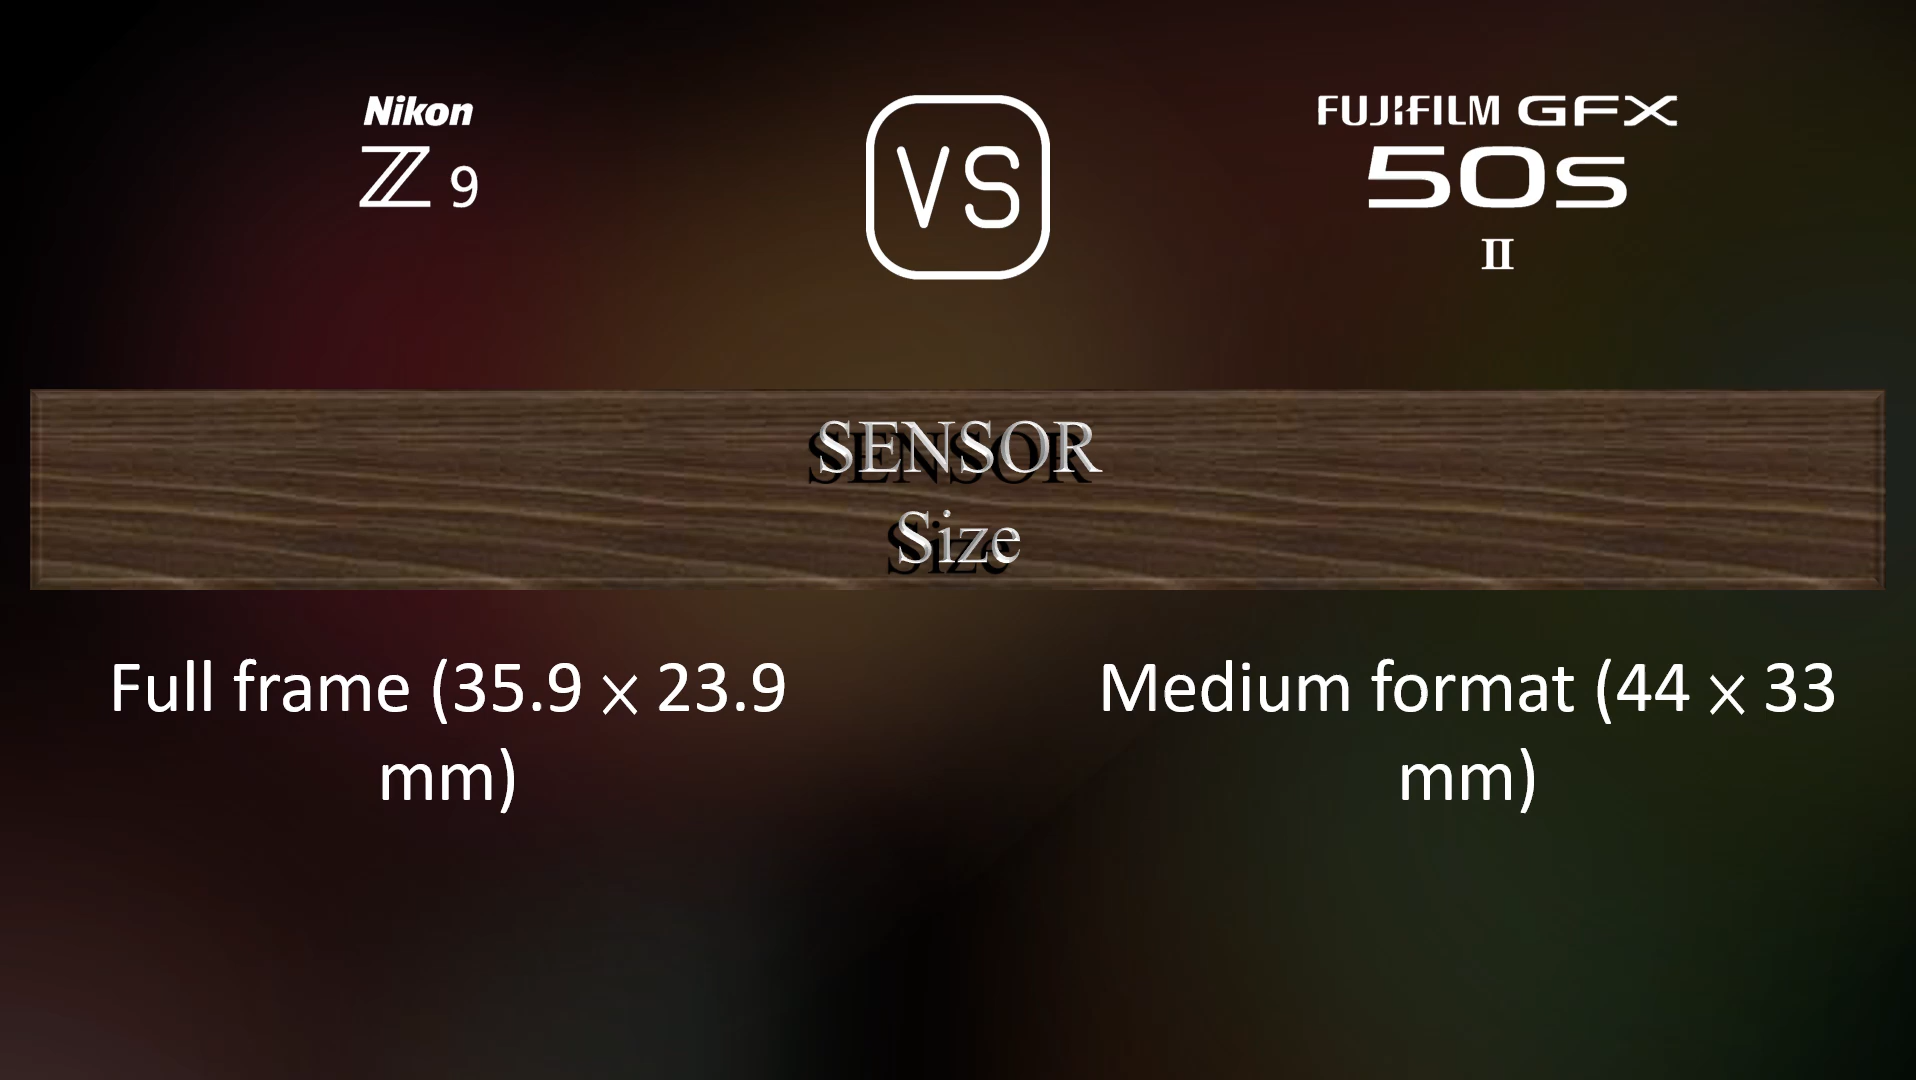 Nikon
Z 9
VS
FUJIFILM GFX
50S
II
SENSOR
Size
Full frame (35.9 x 23.9
mm)
Medium format (44 x 33
mm)